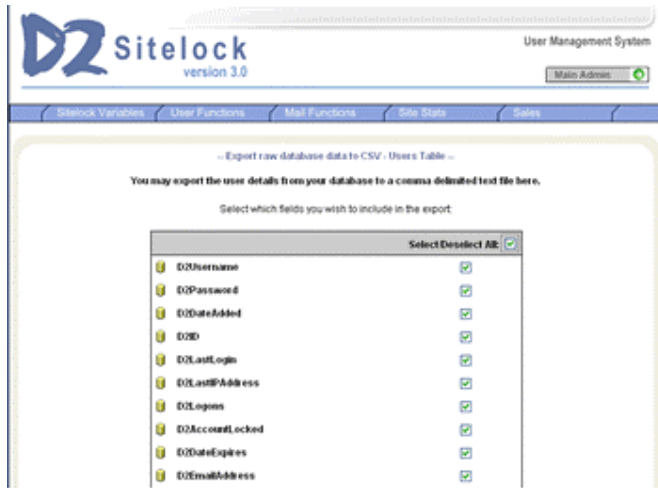 D2 Sitelock
version 3.0
User Management System
Main Admin
Sitelock Variables User Functions Mail Functions Site Stats Sales
-- Export raw database data to CSV - Users Table --
You may export the user details from your database to a comma delimited text file here.
Select which fields you wish to include in the export:
Select Deselect All:
D2Username
D2Password
D2DateAdded
D2ID
D2LastLogin
D2LastIPAddress
D2Logons
D2AccountLocked
D2DateExpires
D2EmailAddress